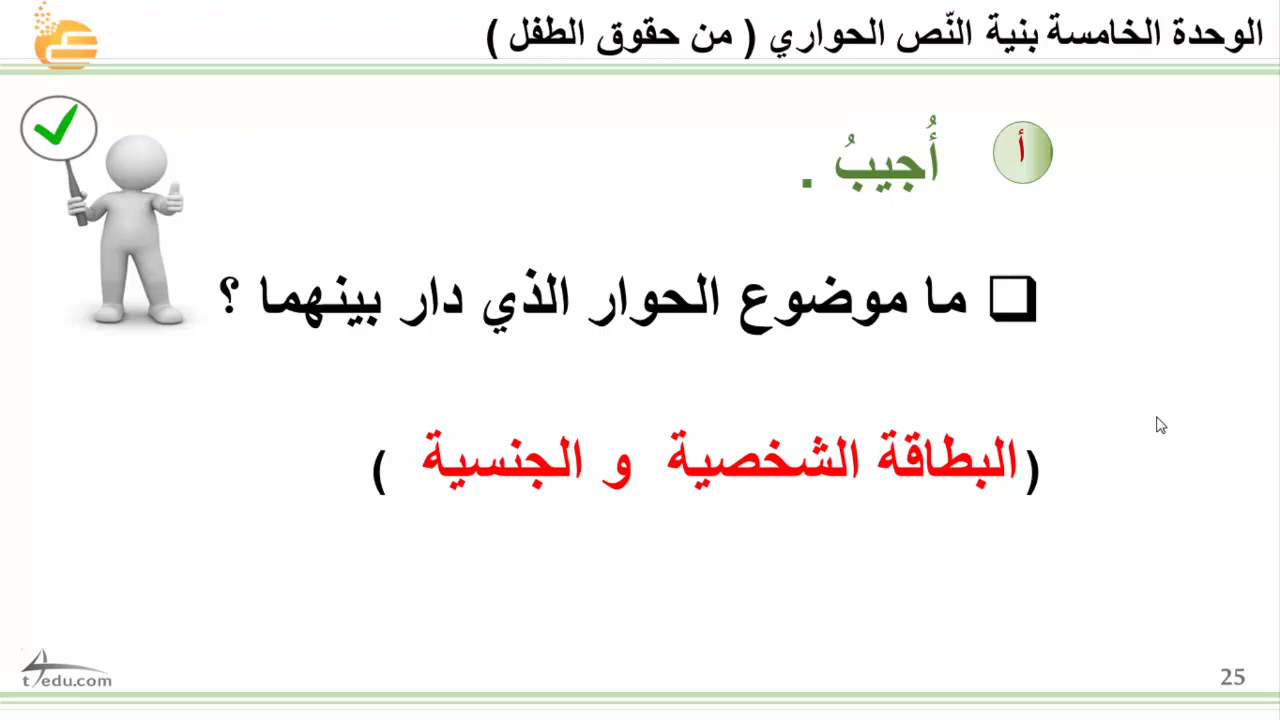 الوحدة الخامسة بنية النّص الحواري ( من حقوق الطفل )
أ
أُجيبُ .
ما موضوع الحوار الذي دار بينهما ؟
( البطاقة الشخصية و الجنسية )
t4edu.com
25